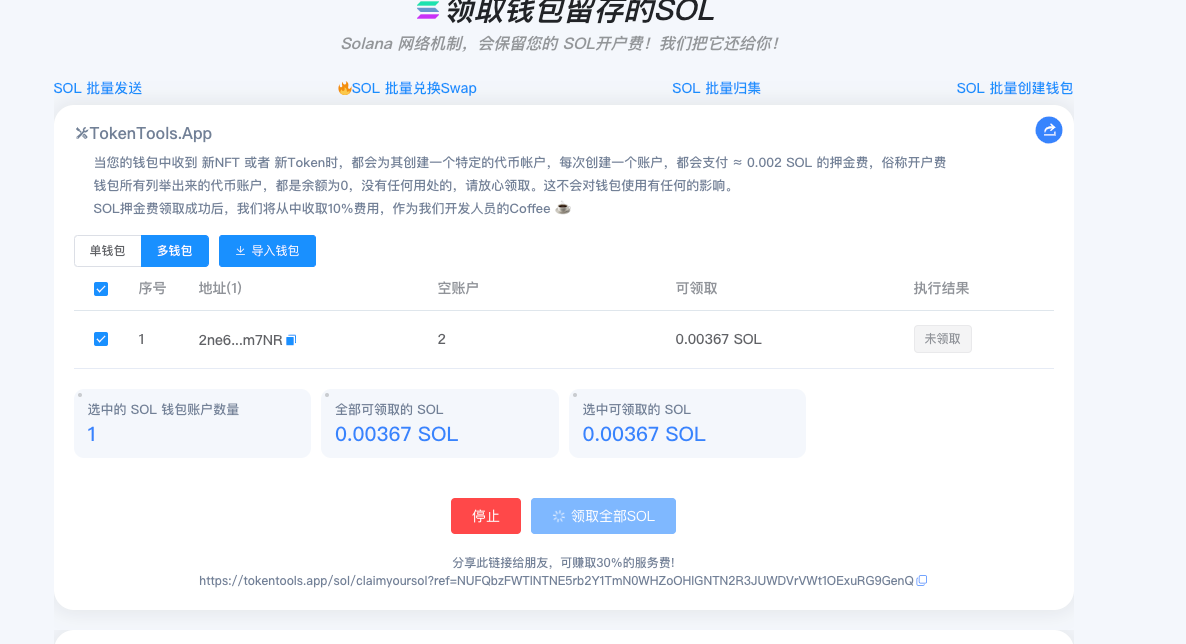 领取钱包留存的SOL
Solana 网络机制，会保留您的 SOL开户费！我们把它还给你！
SOL 批量发送
🔥SOL 批量兑换Swap
SOL 批量归集
SOL 批量创建钱包
TokenTools.App
当您的钱包中收到 新NFT 或者 新Token时，都会为其创建一个特定的代币帐户，每次创建一个账户，都会支付 ≈ 0.002 SOL 的押金费，俗称开户费
钱包所有列举出来的代币账户，都是余额为0，没有任何用处的，请放心领取。这不会对钱包使用有任何的影响。
SOL押金费领取成功后，我们将从中收取10%费用，作为我们开发人员的Coffee ☕
单钱包 多钱包 导入钱包
序号 地址(1) 空账户 可领取 执行结果
1 2ne6...m7NR 2 0.00367 SOL 未领取
选中的 SOL 钱包账户数量
1
全部可领取的 SOL
0.00367 SOL
选中可领取的 SOL
0.00367 SOL
停止 领取全部SOL
分享此链接给朋友，可赚取30%的服务费!
https://tokentools.app/sol/claimyoursol?ref=NUFQbzFWTlNTNE5rb2Y1TmN0WHZoOHlGNTN2R3JUWDVrVWt1OExuRG9GenQ